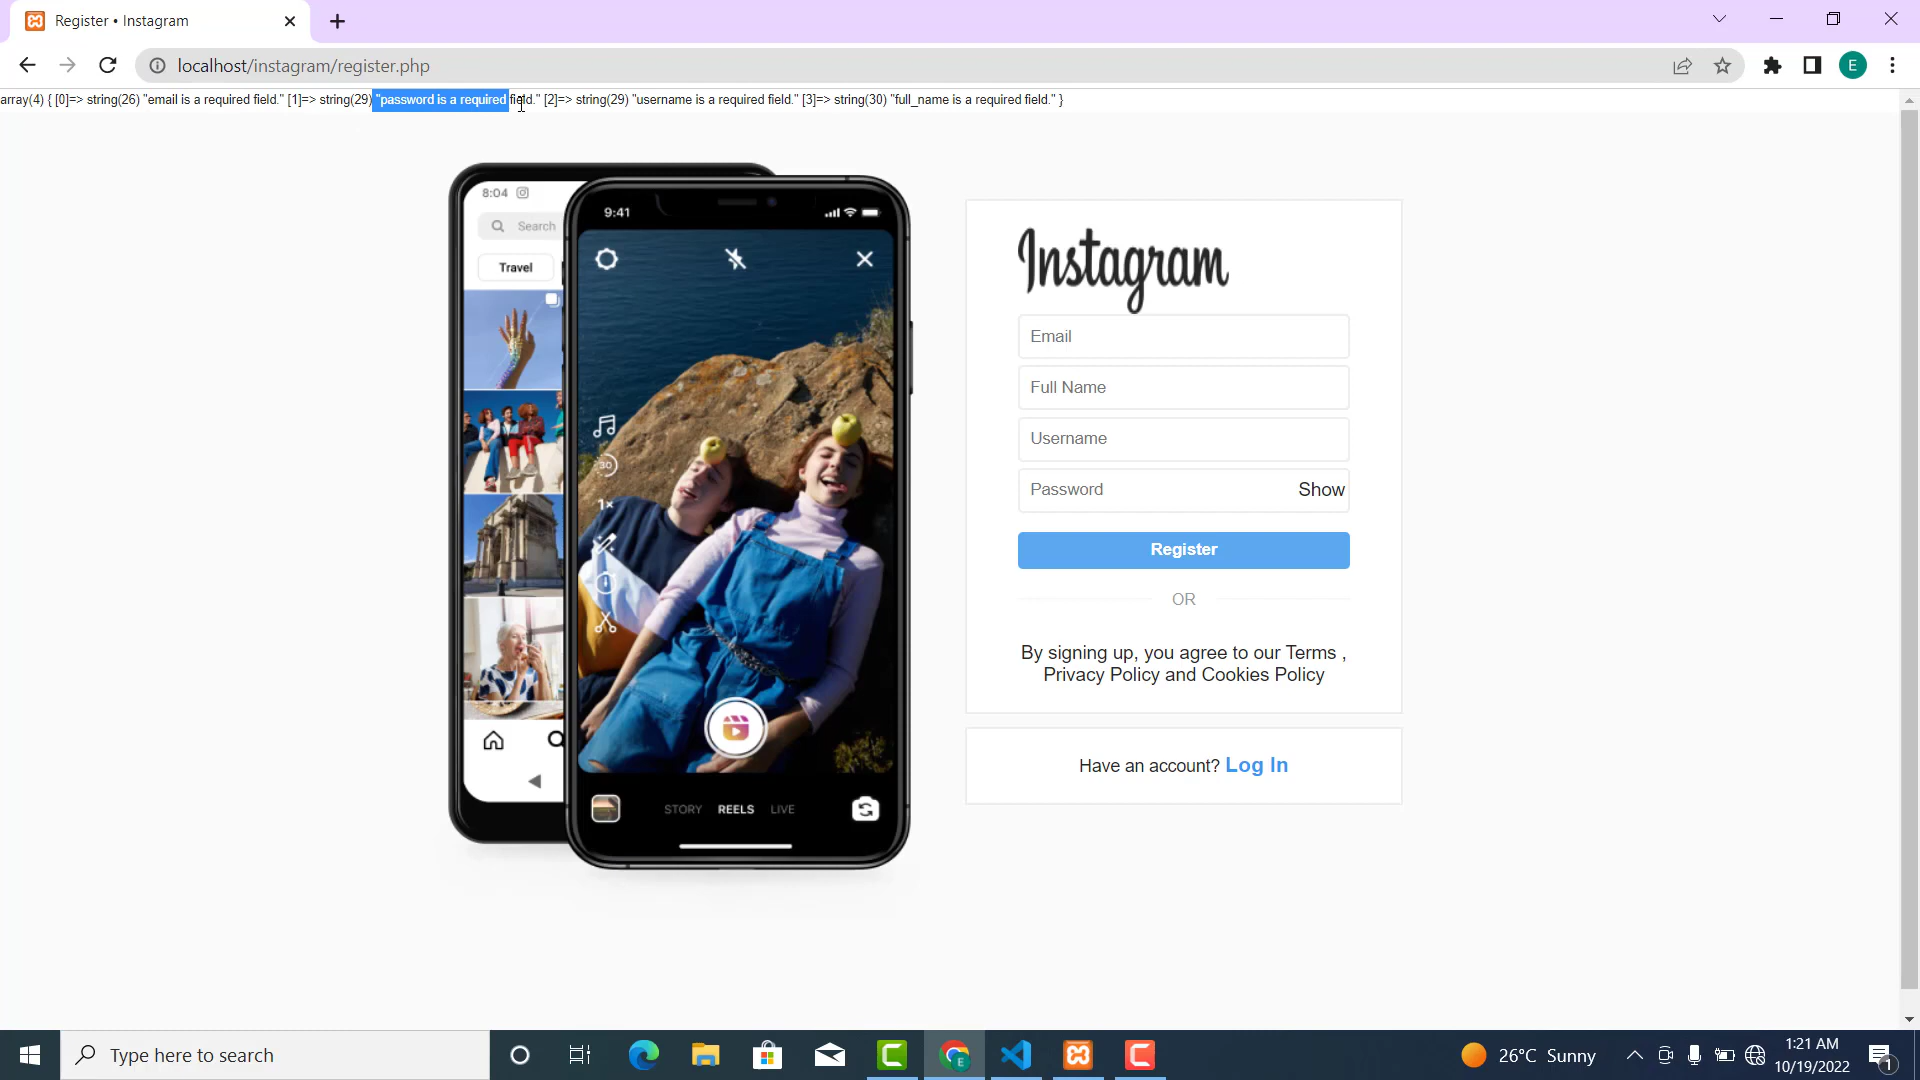 Register • Instagram
localhost/instagram/register.php
E
array(4) { [0]=> string(26) "email is a required field." [1]=> string(29) "password is a required field." [2]=> string(29) "username is a required field." [3]=> string(30) "full_name is a required field." }
8:04
Search
Travel
9:41
30
1×
STORY REELS LIVE
Instagram
Email
Full Name
Username
Password Show
Register
OR
By signing up, you agree to our Terms ,
Privacy Policy and Cookies Policy
Have an account? Log In
Type here to search
E
26°C Sunny
1:21 AM
10/19/2022
1